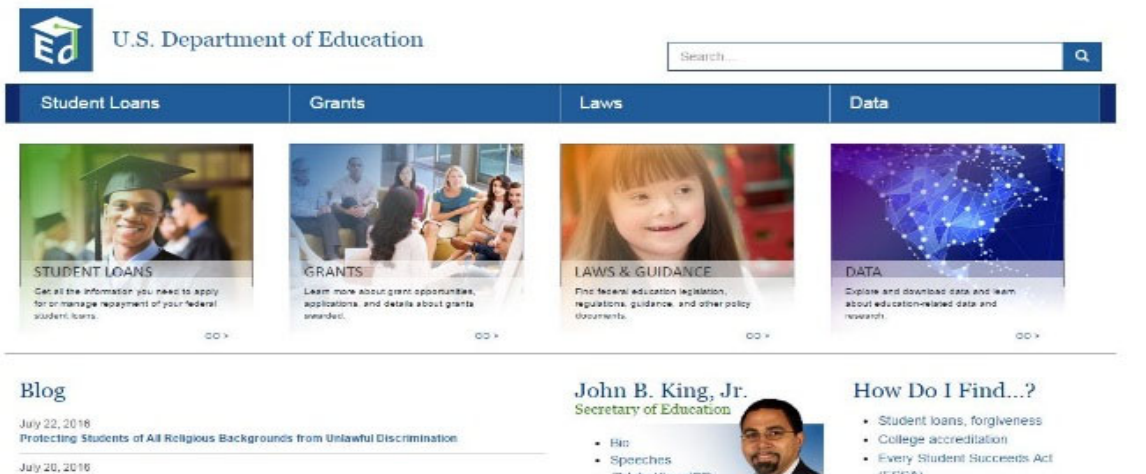 Ed
U.S. Department of Education
Search...
Student Loans
Grants
Laws
Data
STUDENT LOANS
Get all the information you need to apply
for or manage repayment of your federal
student loans.
GO >
GRANTS
Learn more about grant opportunities,
applications, and details about grants
awarded.
GO >
LAWS & GUIDANCE
Find federal education legislation,
regulations, guidance, and other policy
documents.
GO >
DATA
Explore and download data and learn
about education-related data and
research.
GO >
Blog
July 22, 2016
Protecting Students of All Religious Backgrounds from Unlawful Discrimination
July 20, 2016
John B. King, Jr.
Secretary of Education
• Bio
• Speeches
How Do I Find...?
• Student loans, forgiveness
• College accreditation
• Every Student Succeeds Act